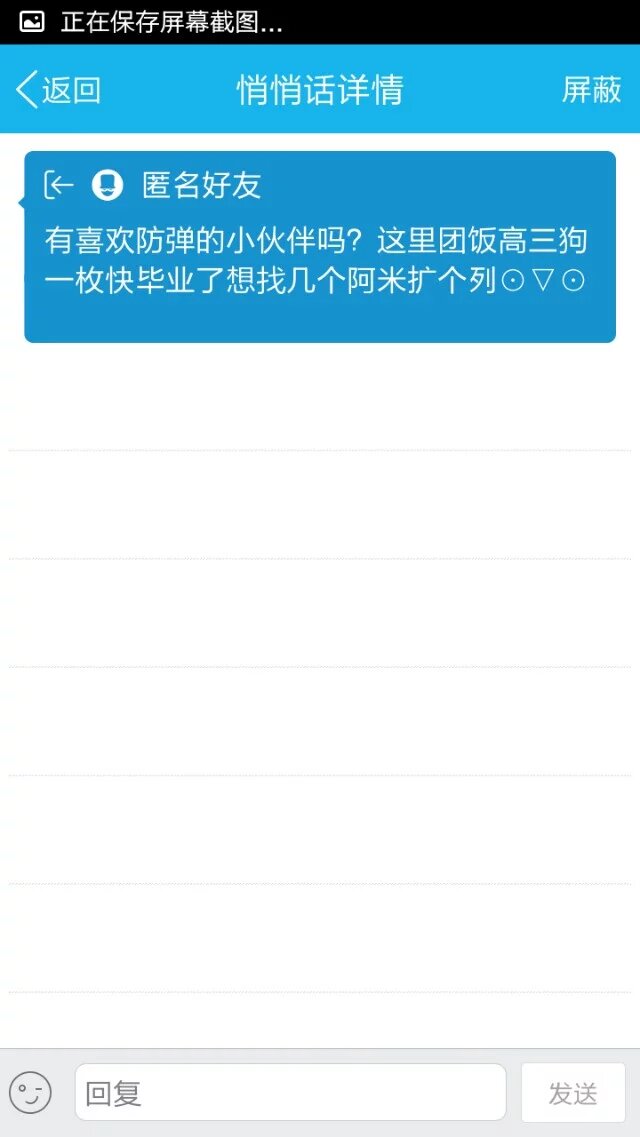 正在保存屏幕截图...
返回 悄悄话详情 屏蔽
匿名好友
有喜欢防弹的小伙伴吗？这里团饭高三狗
一枚快毕业了想找几个阿米扩个列⊙▽⊙
回复 发送